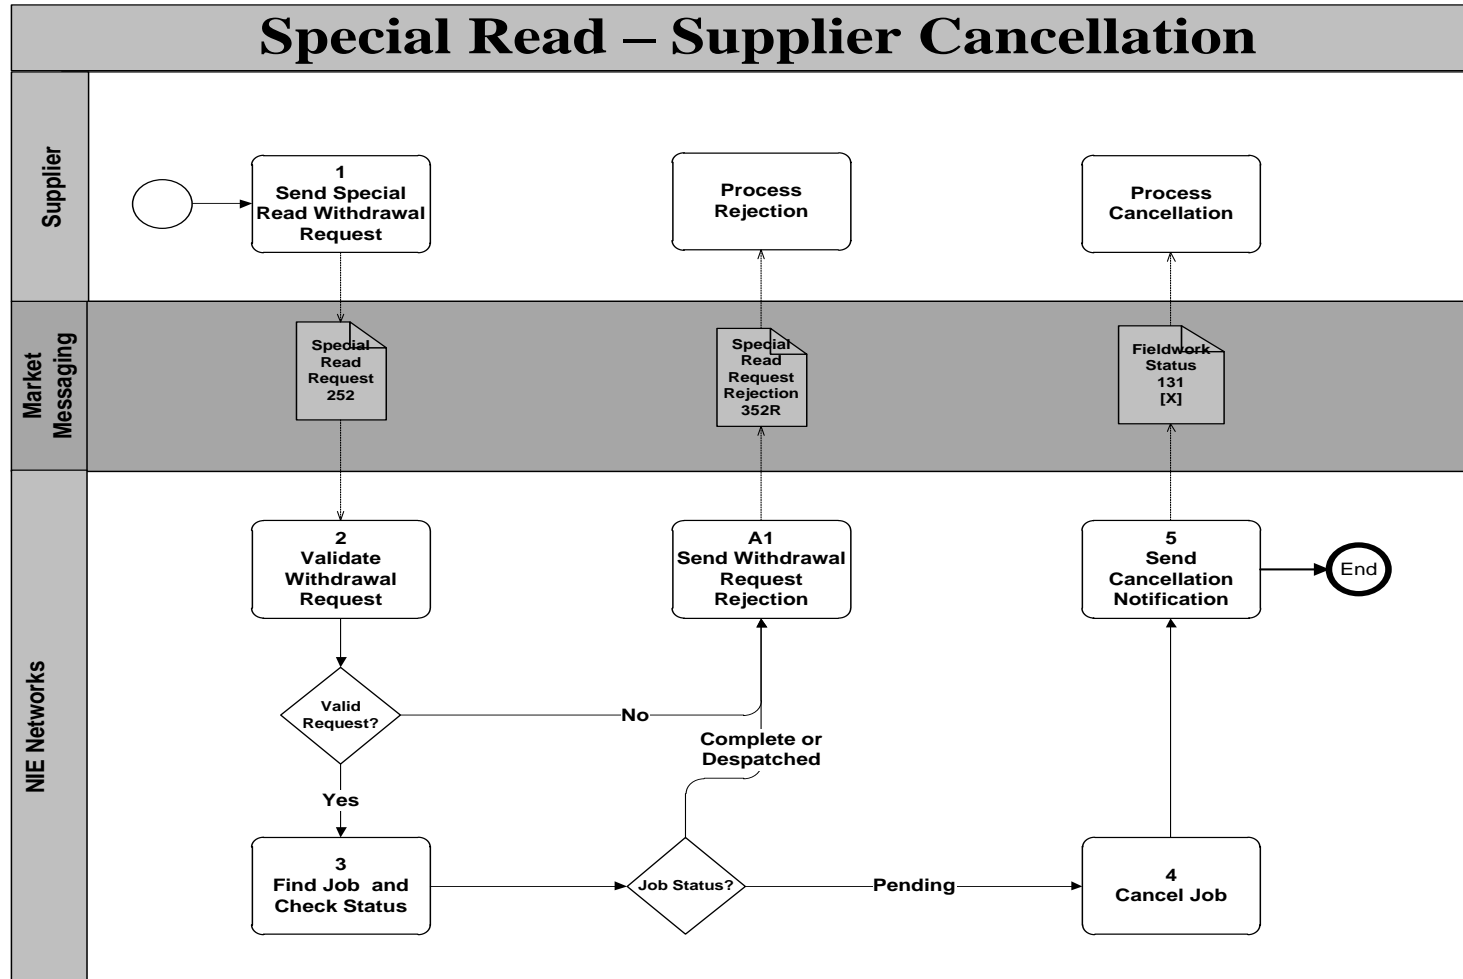 Special Read – Supplier Cancellation
Supplier
1
Send Special
Read Withdrawal
Request
Process
Rejection
Process
Cancellation
Market
Messaging
Special
Read
Request
252
Special
Read
Request
Rejection
352R
Fieldwork
Status
131
[X]
NIE Networks
2
Validate
Withdrawal
Request
A1
Send Withdrawal
Request
Rejection
5
Send
Cancellation
Notification
End
Valid
Request?
No
Complete or
Despatched
Yes
3
Find Job and
Check Status
Job Status?
Pending
4
Cancel Job